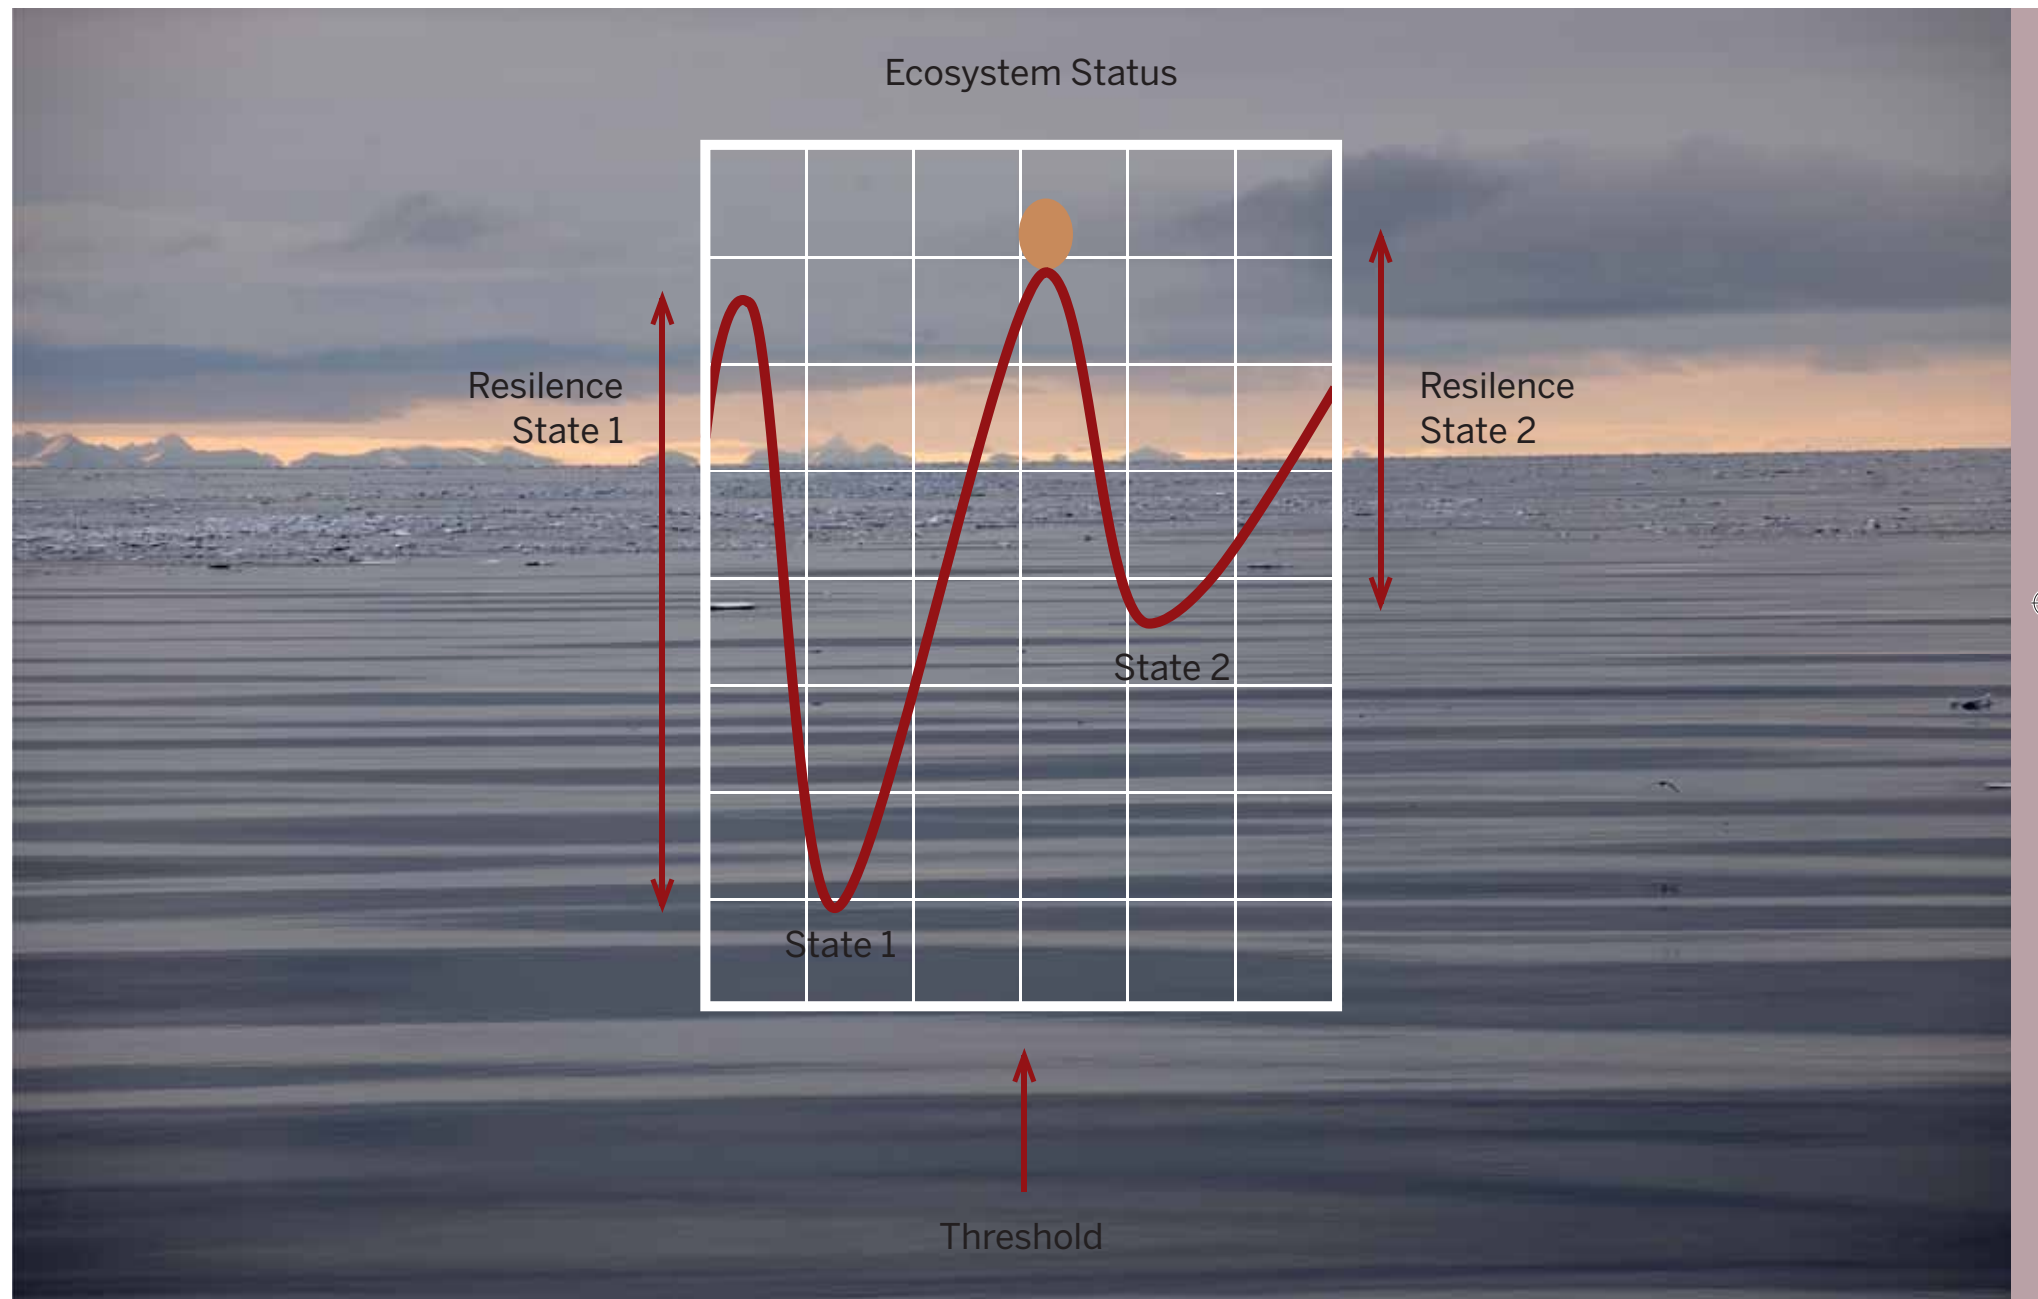 Ecosystem Status
Resilence
State 1
Resilence
State 2
State 2
State 1
Threshold